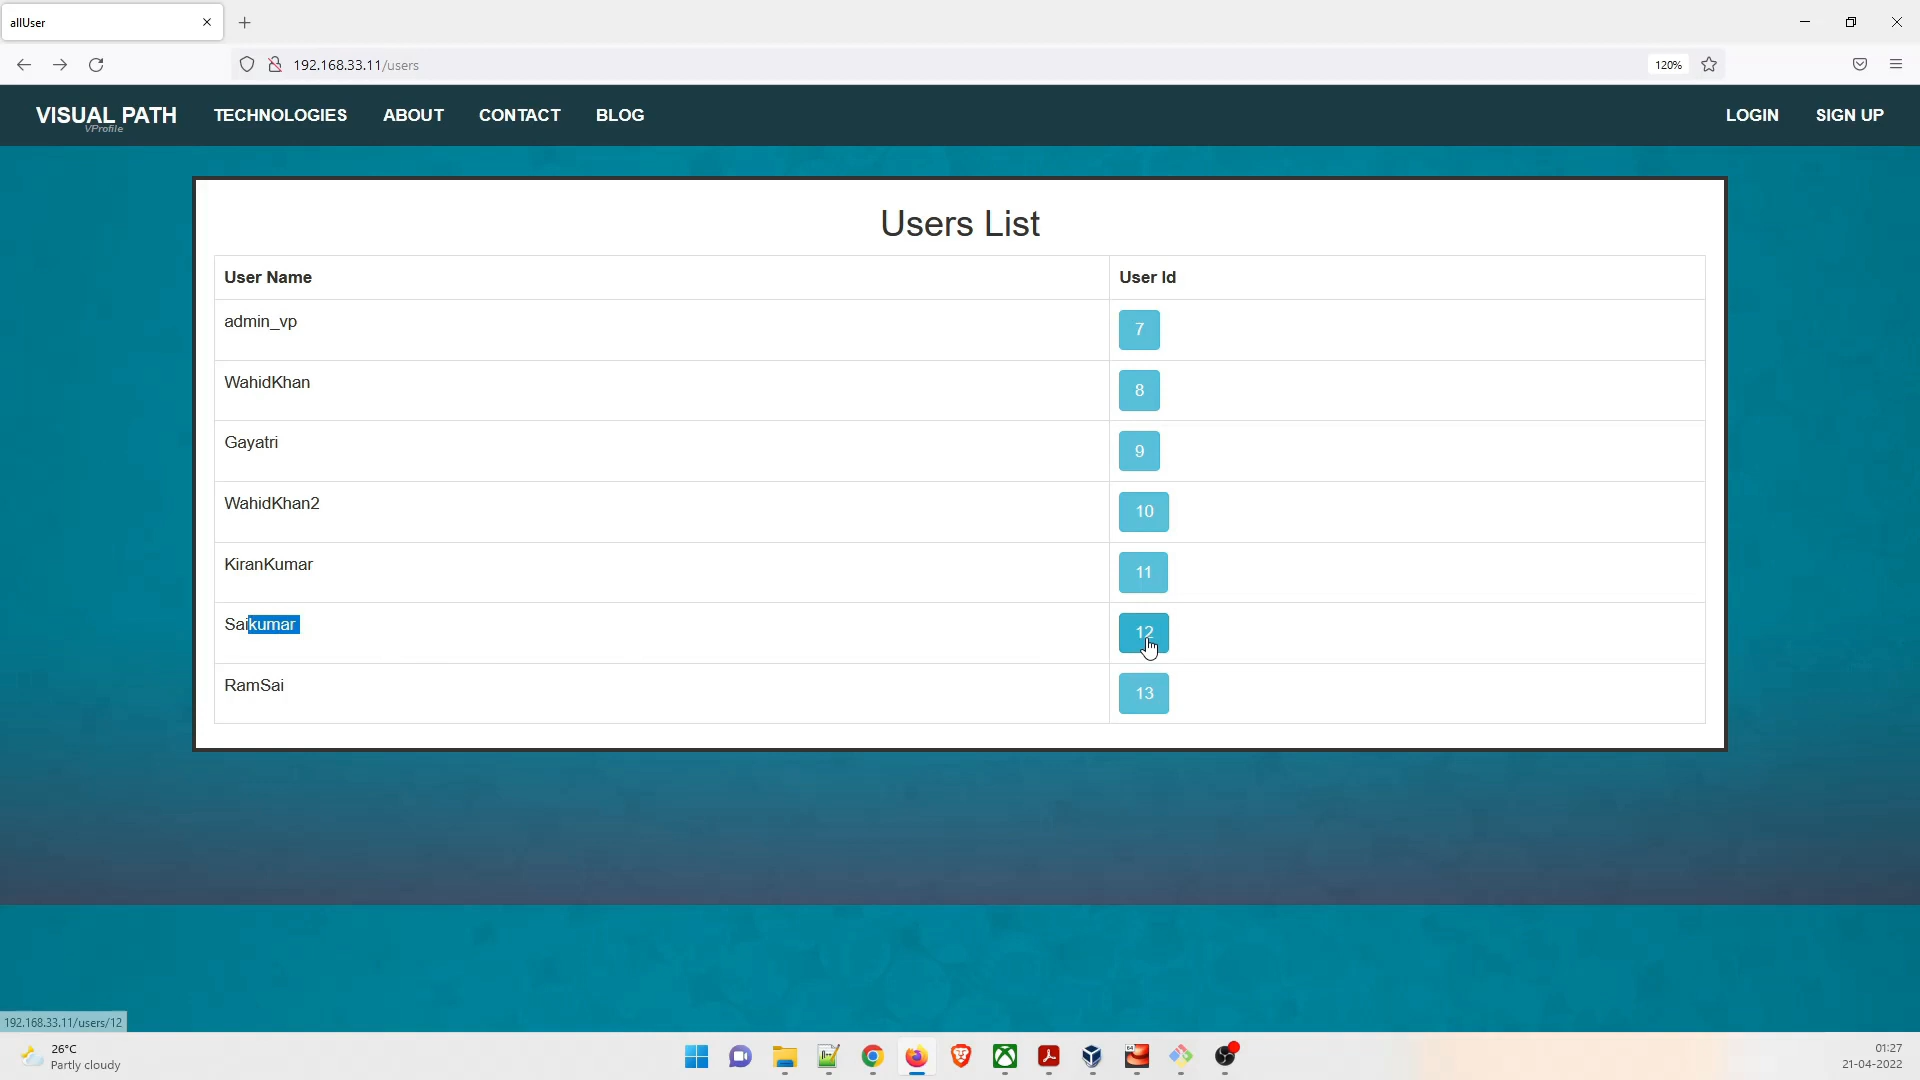 allUser
192.168.33.11/users
120%
VISUAL PATH
VProfile
TECHNOLOGIES
ABOUT
CONTACT
BLOG
LOGIN
SIGN UP
Users List
User Name
User Id
admin_vp
7
WahidKhan
8
Gayatri
9
WahidKhan2
10
KiranKumar
11
Saikumar
12
RamSai
13
192.168.33.11/users/12
26°C
Partly cloudy
64
01:27
21-04-2022